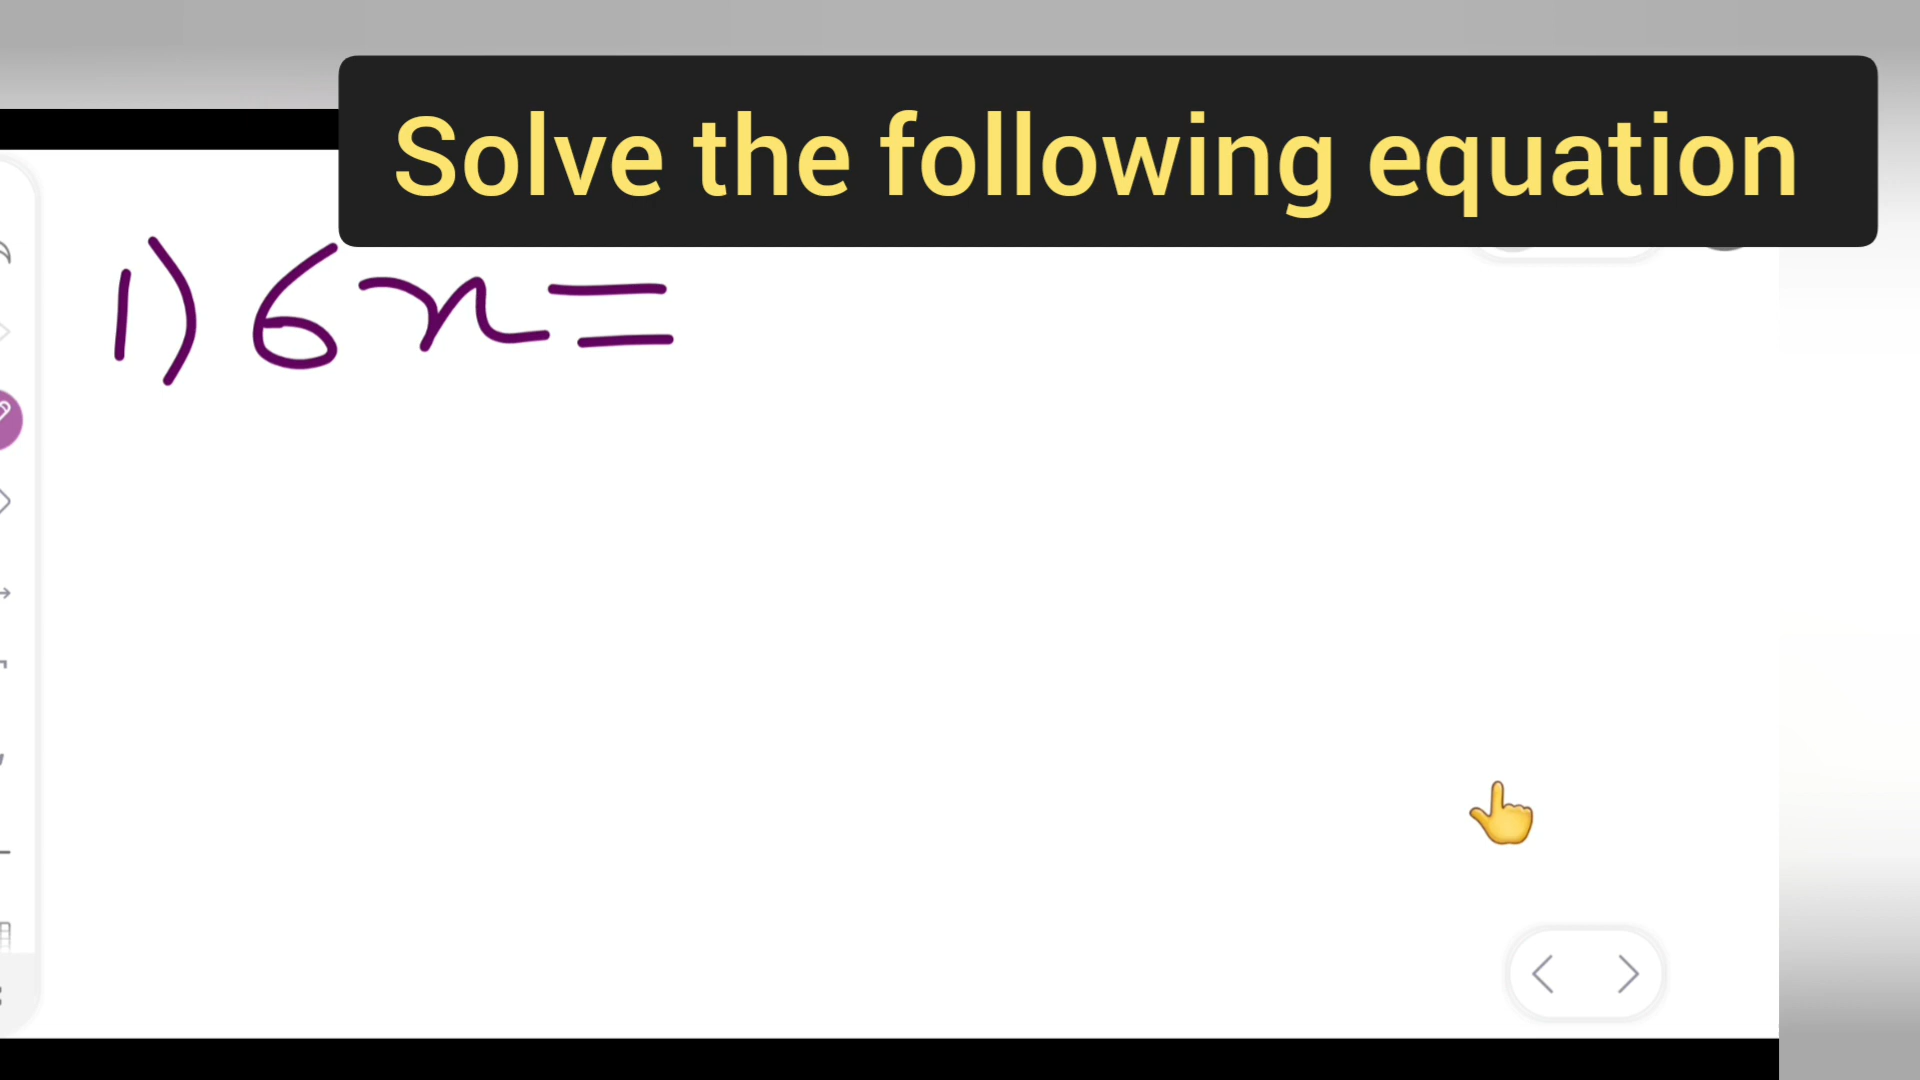 Solve the following equation
1) 6x=